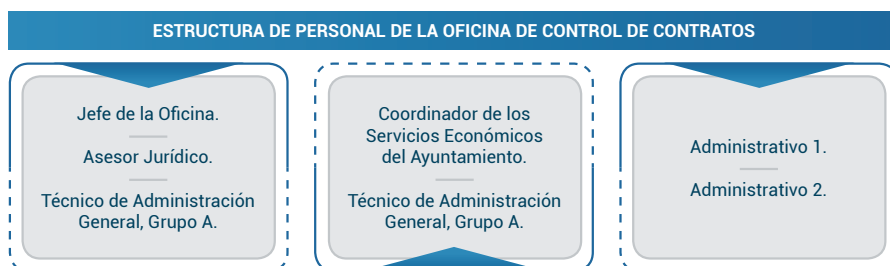 ESTRUCTURA DE PERSONAL DE LA OFICINA DE CONTROL DE CONTRATOS
Jefe de la Oficina.
Asesor Jurídico.
Técnico de Administración
General, Grupo A.
Coordinador de los
Servicios Económicos
del Ayuntamiento.
Técnico de Administración
General, Grupo A.
Administrativo 1.
Administrativo 2.